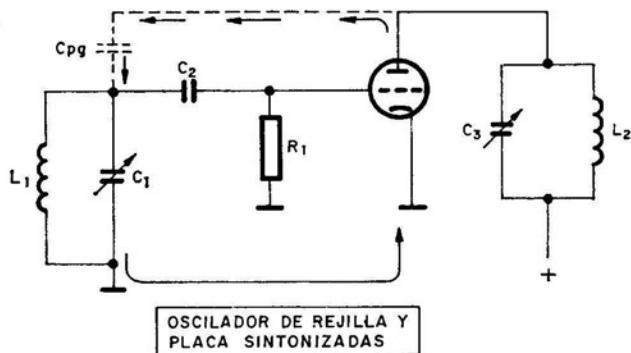 Cpg
C2
L1
C1
R1
C3
L2
+
OSCILADOR DE REJILLA Y
PLACA SINTONIZADAS